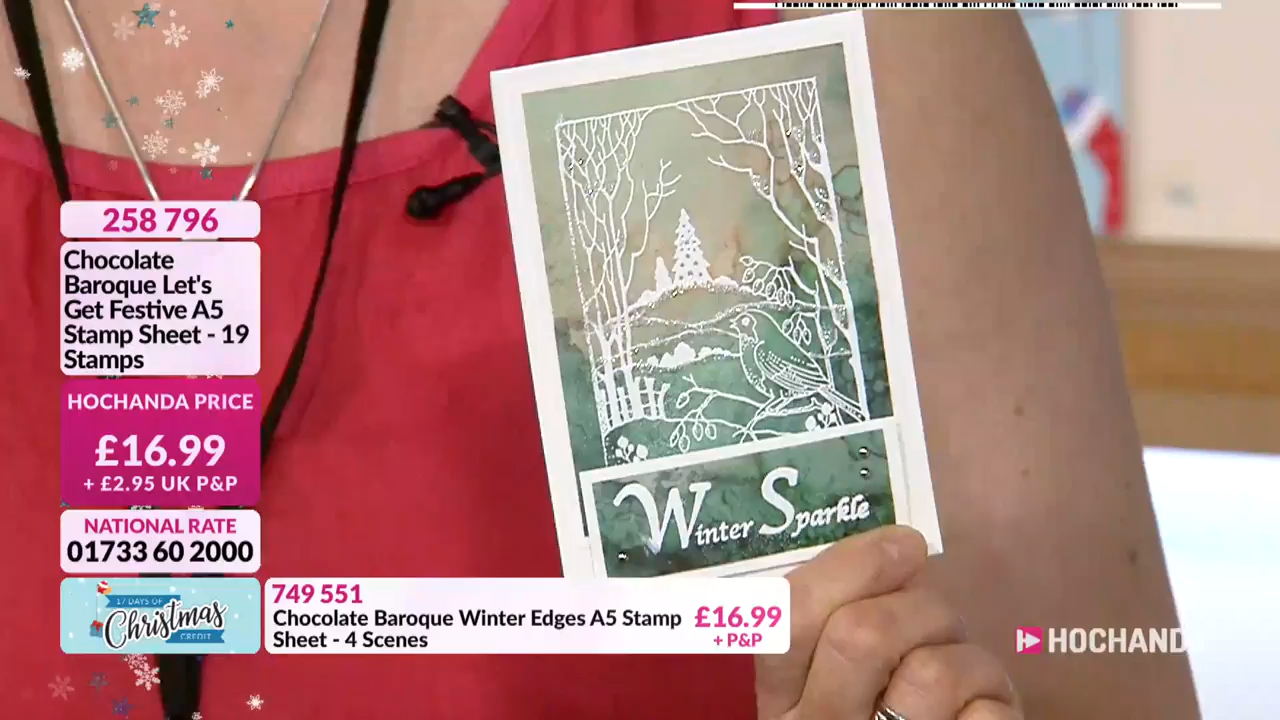 258 796
Chocolate
Baroque Let's
Get Festive A5
Stamp Sheet - 19
Stamps
HOCHANDA PRICE
£16.99
+ £2.95 UK P&P
NATIONAL RATE
01733 60 2000
17 DAYS OF
Christmas
CREDIT
749 551
Chocolate Baroque Winter Edges A5 Stamp
Sheet - 4 Scenes
£16.99
+ P&P
Winter Sparkle
HOCHAND